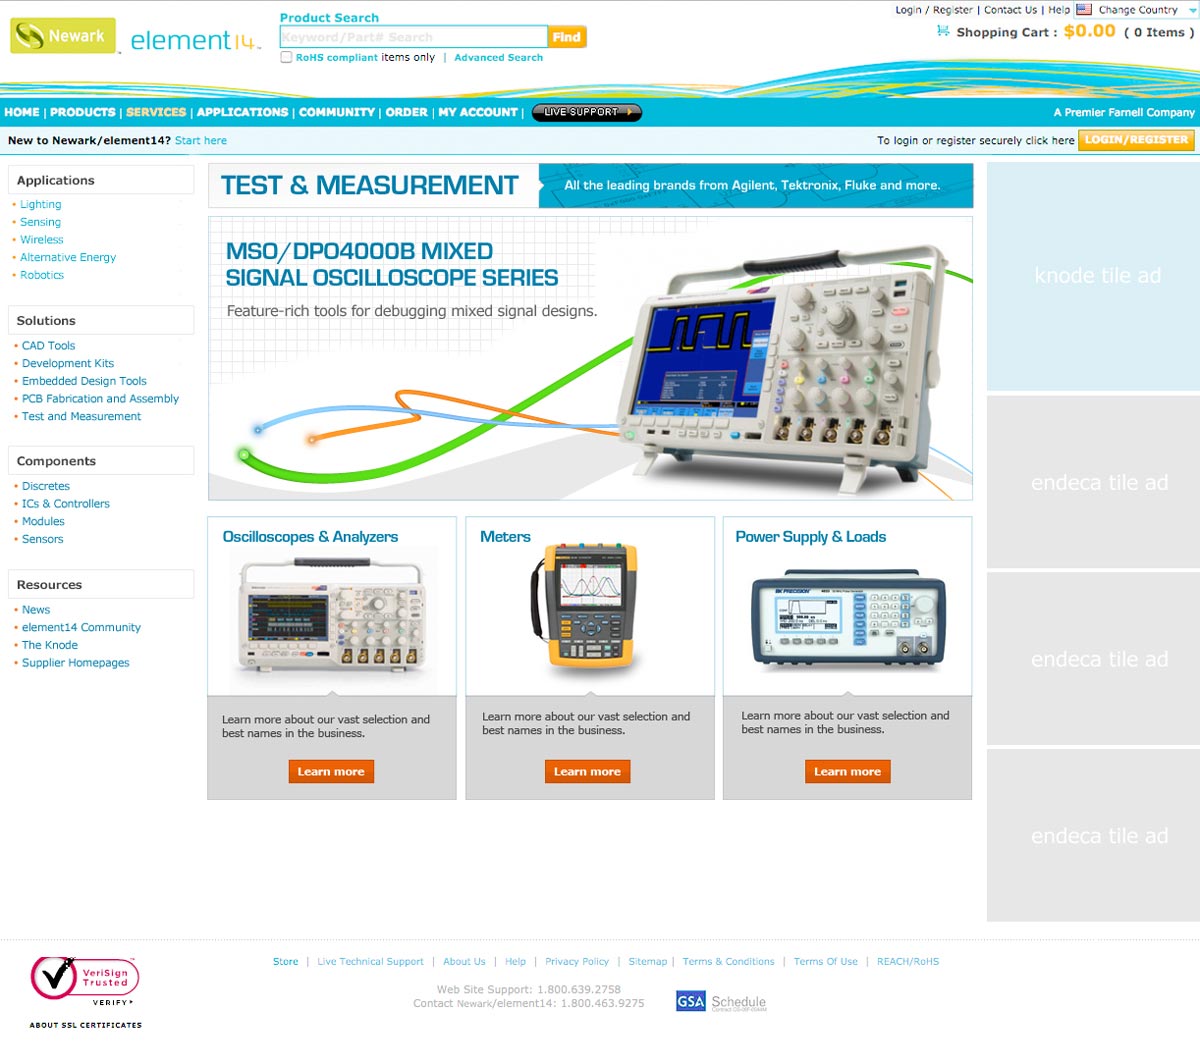 Login / Register | Contact Us | Help Change Country
Newark
element14
Product Search
Keyword/Part# Search
Find
Shopping Cart : $0.00 ( 0 Items )
RoHS compliant items only | Advanced Search
HOME | PRODUCTS | SERVICES | APPLICATIONS | COMMUNITY | ORDER | MY ACCOUNT | LIVE SUPPORT
A Premier Farnell Company
New to Newark/element14? Start here
To login or register securely click here LOGIN/REGISTER
Applications
• Lighting
• Sensing
• Wireless
• Alternative Energy
• Robotics
Solutions
• CAD Tools
• Development Kits
• Embedded Design Tools
• PCB Fabrication and Assembly
• Test and Measurement
Components
• Discretes
• ICs & Controllers
• Modules
• Sensors
Resources
• News
• element14 Community
• The Knode
• Supplier Homepages
TEST & MEASUREMENT
All the leading brands from Agilent, Tektronix, Fluke and more.
MSO/DPO4000B MIXED
SIGNAL OSCILLOSCOPE SERIES
Feature-rich tools for debugging mixed signal designs.
Oscilloscopes & Analyzers
Learn more about our vast selection and
best names in the business.
Learn more
Meters
Learn more about our vast selection and
best names in the business.
Learn more
Power Supply & Loads
BK PRECISION
Learn more about our vast selection and
best names in the business.
Learn more
knode tile ad
endeca tile ad
endeca tile ad
endeca tile ad
VeriSign
Trusted
VERIFY
ABOUT SSL CERTIFICATES
Store | Live Technical Support | About Us | Help | Privacy Policy | Sitemap | Terms & Conditions | Terms Of Use | REACH/RoHS
Web Site Support: 1.800.639.2758
Contact Newark/element14: 1.800.463.9275
GSA Schedule